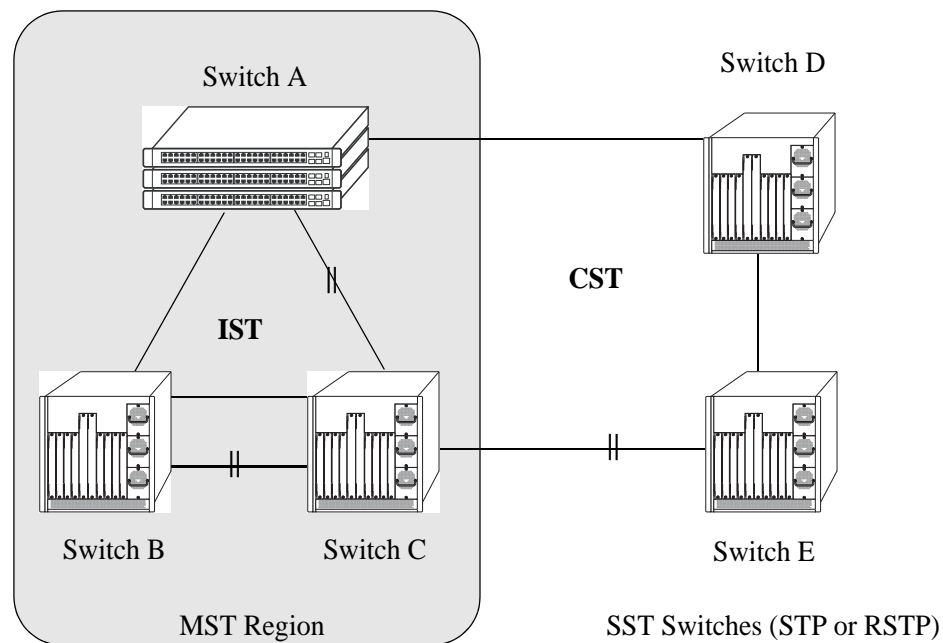 Switch A
Switch D
IST
CST
Switch B
Switch C
Switch E
MST Region
SST Switches (STP or RSTP)